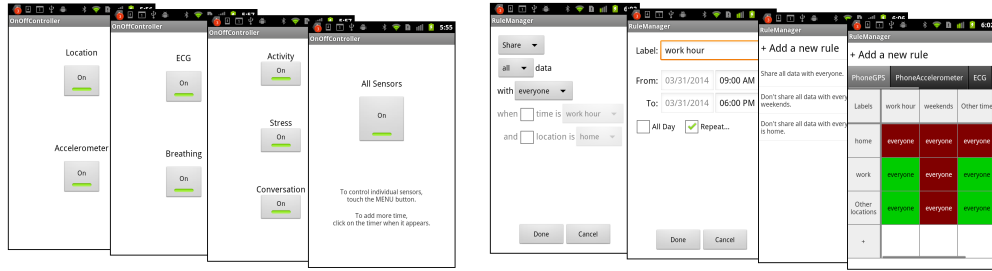 OnOffController
Location
On
Accelerometer
On
OnOffController
ECG
On
Breathing
On
OnOffController
Activity
On
Stress
On
Conversation
On
5:55
OnOffController
All Sensors
On
To control individual sensors,
touch the MENU button.
To add more time,
click on the timer when it appears.
RuleManager
Share
all data
with everyone
when time is work hour
and location is home
Done Cancel
RuleManager
Label: work hour
From: 03/31/2014 09:00 AM
To: 03/31/2014 06:00 PM
All Day Repeat...
Done Cancel
RuleManager
+ Add a new rule
Share all data with everyone.
Don't share all data with every
weekends.
Don't share all data with every
is home.
6:02
RuleManager
+ Add a new rule
PhoneGPS PhoneAccelerometer ECG
Labels work hour weekends Other time
home everyone everyone everyone
work everyone everyone everyone
Other
locations everyone everyone everyone
+